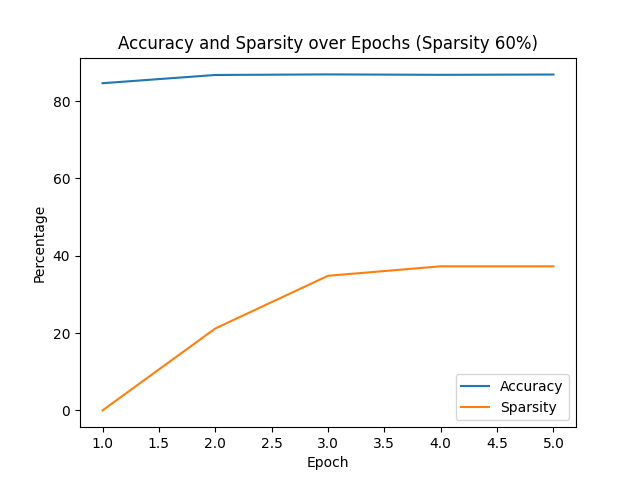 Accuracy and Sparsity over Epochs (Sparsity 60%)
Percentage
80
60
40
20
0
1.0 1.5 2.0 2.5 3.0 3.5 4.0 4.5 5.0
Epoch
Accuracy
Sparsity